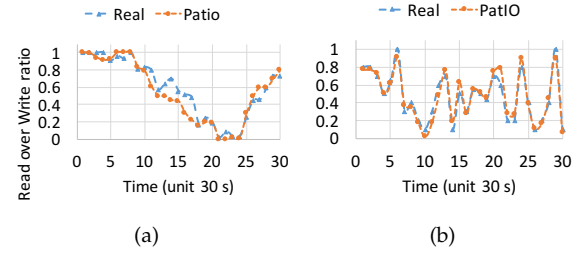 Real Patio
Read over Write ratio
1
0.8
0.6
0.4
0.2
0
0 5 10 15 20 25 30
Time (unit 30 s)
(a)
Real PatIO
1
0.8
0.6
0.4
0.2
0
0 5 10 15 20 25 30
Time (unit 30 s)
(b)